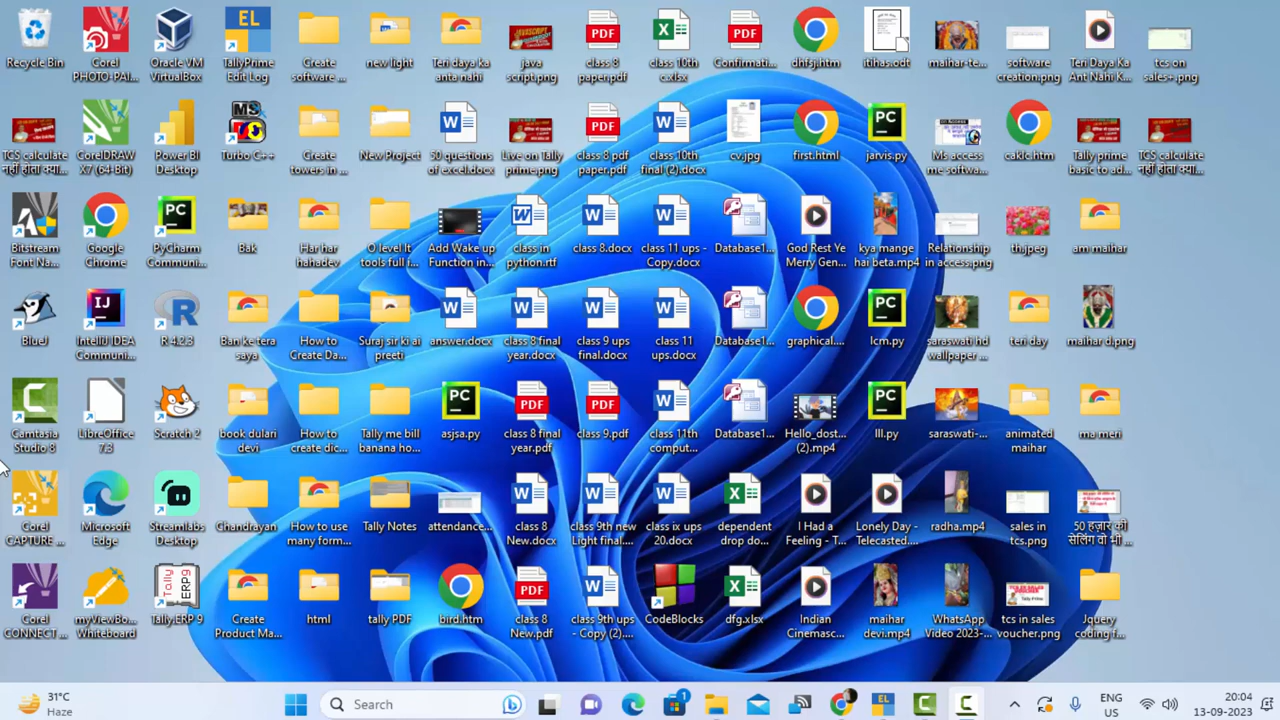 Recycle Bin
Corel
PHOTO-PAI...
Oracle VM
VirtualBox
EL
TallyPrime
Edit Log
Create
software ...
new light
Teri daya ka
anta nahi
java
script.png
PDF
class 8
paper.pdf
class 10th
c.xlsx
PDF
Confirmati...
dhfsj.htm
itihas.odt
maihar-te...
software
creation.png
Teri Daya Ka
Ant Nahi K...
tcs on
sales+.png
TCS calculate
नहीं होता क्या...
CorelDRAW
X7 (64-Bit)
Power BI
Desktop
Turbo C++
Create
towers in ...
New Project
50 questions
of excel.docx
Live on Tally
prime.png
PDF
class 8 pdf
paper.pdf
class 10th
final (2).docx
cv.jpg
first.html
PC
jarvis.py
Ms access
me softwa...
caklc.htm
Tally prime
basic to ad...
TCS calculate
नहीं होता क्या...
Bitstream
Font Na...
Google
Chrome
PC
PyCharm
Communi...
Bak
Har har
hahadev
O level It
tools full i...
Add Wake up
Function in...
class in
python.rtf
class 8.docx
class 11 ups -
Copy.docx
Database1...
God Rest Ye
Merry Gen...
kya mange
hai beta.mp4
Relationship
in access.png
th.jpeg
am maihar
BlueJ
IJ
IntelliJ IDEA
Communi...
R 4.2.3
Ban ke tera
saya
How to
Create Da...
Suraj sir ki ai
preeti
answer.docx
class 8 final
year.docx
class 9 ups
final.docx
class 11
ups.docx
Database1...
graphical....
PC
lcm.py
saraswati hd
wallpaper ...
teri day
maihar d.png
Camtasia
Studio 8
LibreOffice
7.3
Scratch 2
book dulari
devi
How to
create dic...
Tally me bill
banana ho...
PC
asjsa.py
PDF
class 8 final
year.pdf
PDF
class 9.pdf
class 11th
comput...
Database1...
Hello_dost...
(2).mp4
PC
lll.py
saraswati-...
animated
maihar
ma meri
Corel
CAPTURE ...
Microsoft
Edge
Streamlabs
Desktop
Chandrayan
How to use
many form...
Tally Notes
attendance...
class 8
New.docx
class 9th new
Light final....
class ix ups
20.docx
dependent
drop do...
I Had a
Feeling - T...
Lonely Day -
Telecasted....
radha.mp4
sales in
tcs.png
50 हज़ार की
सेलिंग वो भी ...
Corel
CONNECT ...
myViewBo...
Whiteboard
Tally.ERP 9
Create
Product Ma...
html
tally PDF
bird.htm
PDF
class 8
New.pdf
class 9th ups
- Copy (2)....
CodeBlocks
dfg.xlsx
Indian
Cinemasc...
maihar
devi.mp4
WhatsApp
Video 2023-...
tcs in sales
voucher.png
Jquery
coding f...
31°C
Haze
Search
1
EL
ENG
US
20:04
13-09-2023